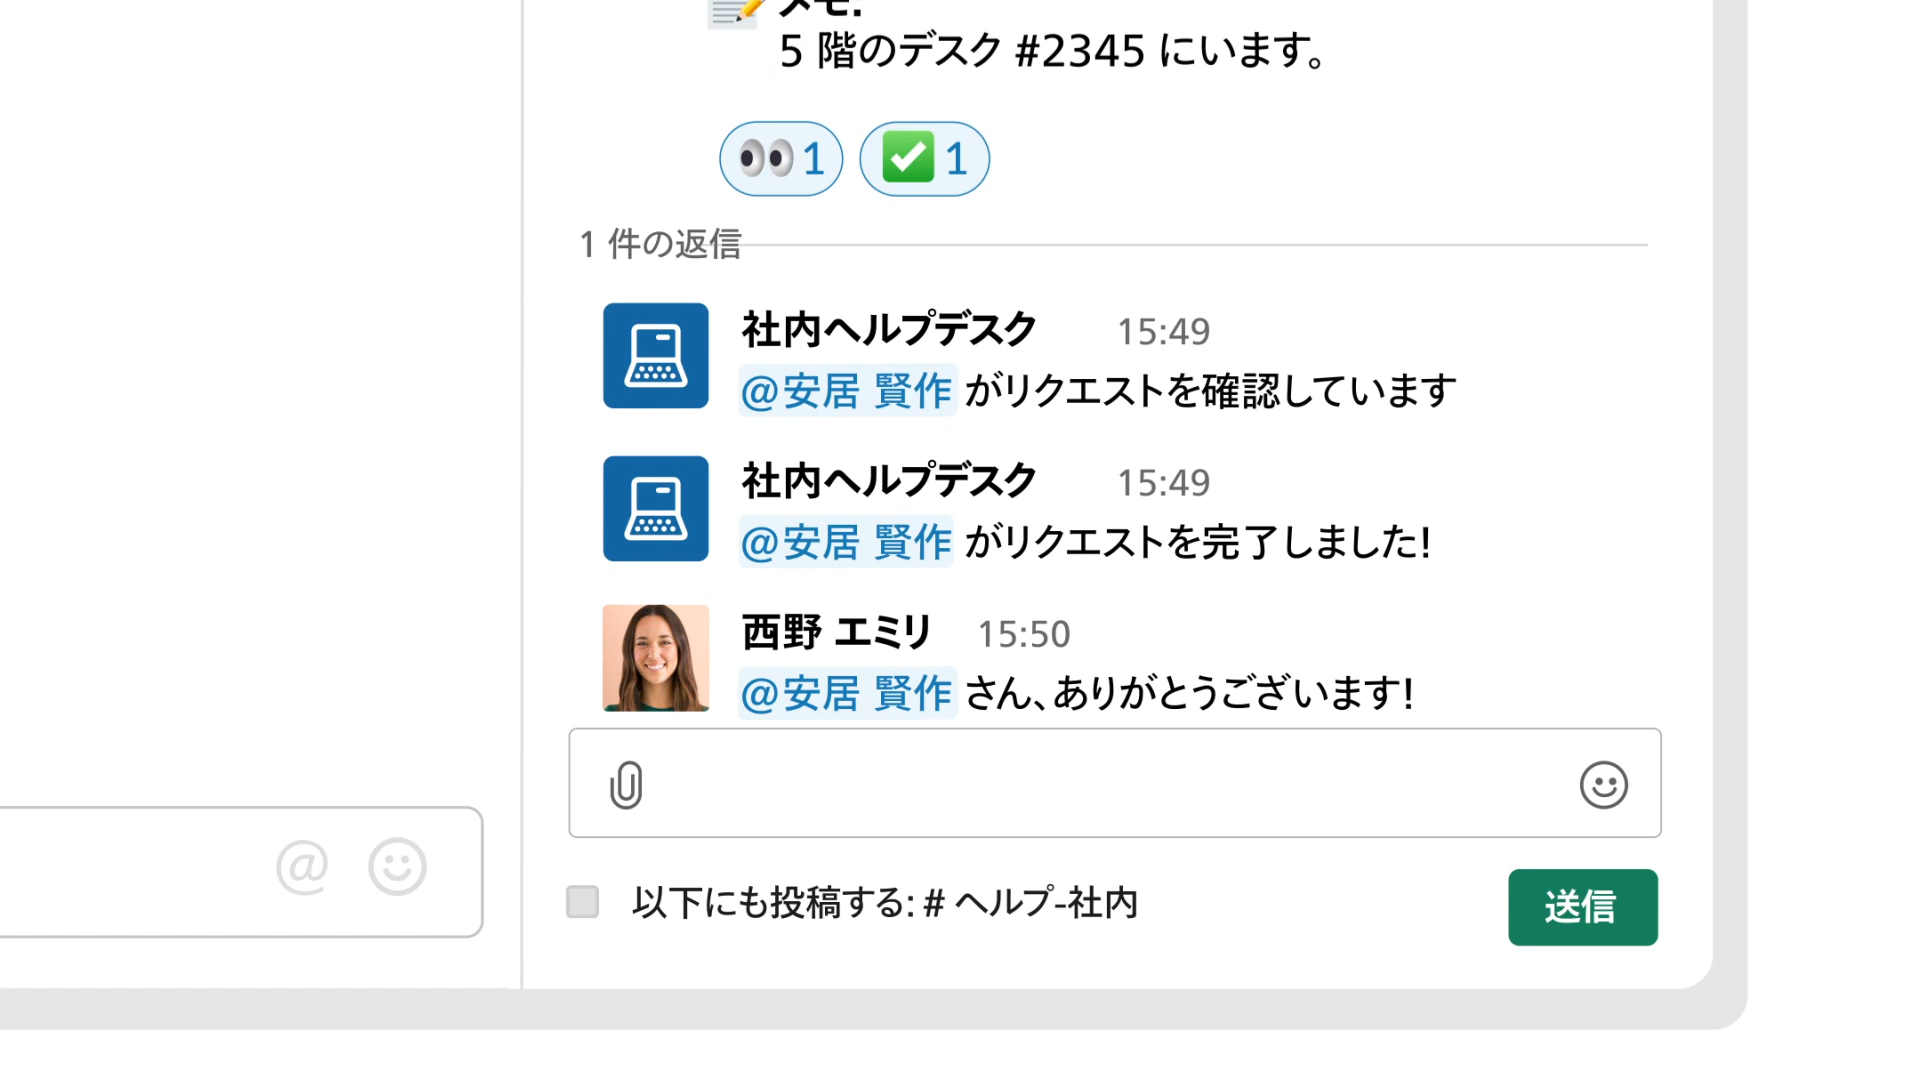 メモ:
5 階のデスク #2345 にいます。
1 1
1 件の返信
社内ヘルプデスク 15:49
@安居 賢作 がリクエストを確認しています
社内ヘルプデスク 15:49
@安居 賢作 がリクエストを完了しました!
西野 エミリ 15:50
@安居 賢作 さん、ありがとうございます!
@
以下にも投稿する: # ヘルプ-社内
送信